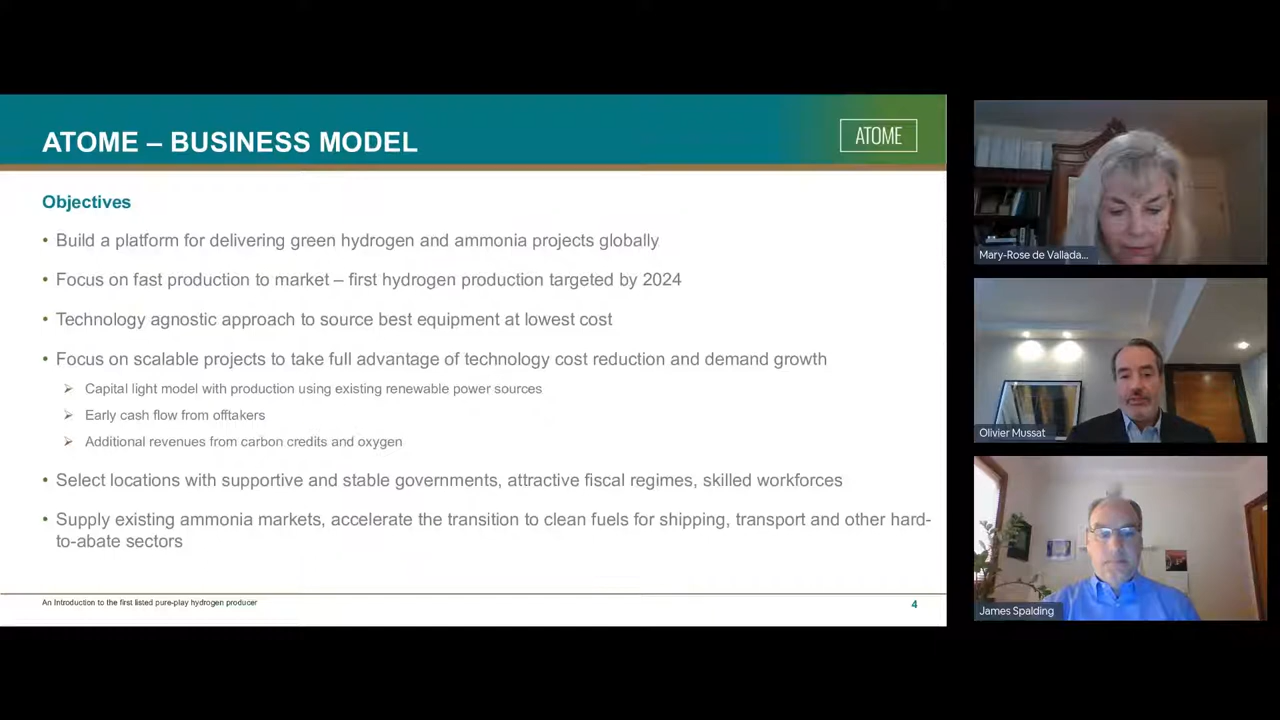 ATOME – BUSINESS MODEL
ATOME
Objectives
• Build a platform for delivering green hydrogen and ammonia projects globally
• Focus on fast production to market – first hydrogen production targeted by 2024
• Technology agnostic approach to source best equipment at lowest cost
• Focus on scalable projects to take full advantage of technology cost reduction and demand growth
➢ Capital light model with production using existing renewable power sources
➢ Early cash flow from offtakers
➢ Additional revenues from carbon credits and oxygen
• Select locations with supportive and stable governments, attractive fiscal regimes, skilled workforces
• Supply existing ammonia markets, accelerate the transition to clean fuels for shipping, transport and other hard-
to-abate sectors
An Introduction to the first listed pure-play hydrogen producer
4
Mary-Rose de Vallada...
Olivier Mussat
James Spalding